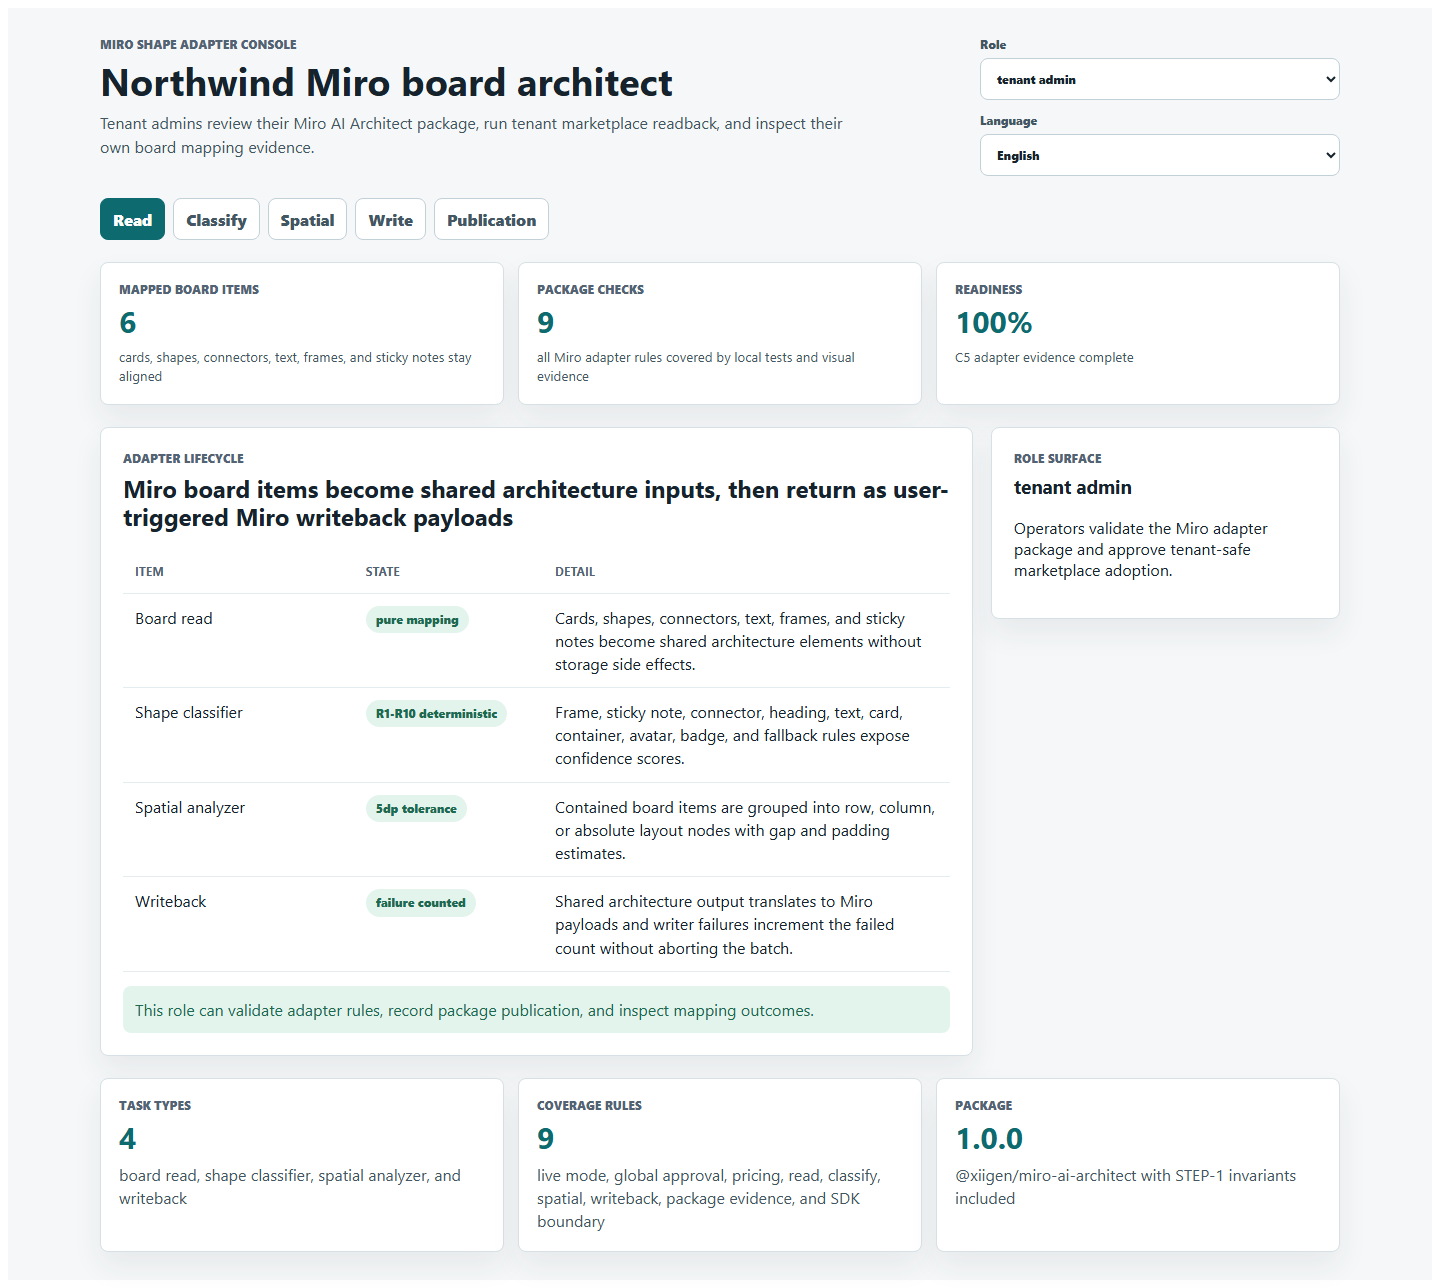 MIRO SHAPE ADAPTER CONSOLE
Northwind Miro board architect
Tenant admins review their Miro AI Architect package, run tenant marketplace readback, and inspect their
own board mapping evidence.
Role
tenant admin
Language
English
Read
Classify
Spatial
Write
Publication
MAPPED BOARD ITEMS
6
cards, shapes, connectors, text, frames, and sticky notes stay
aligned
PACKAGE CHECKS
9
all Miro adapter rules covered by local tests and visual
evidence
READINESS
100%
C5 adapter evidence complete
ADAPTER LIFECYCLE
Miro board items become shared architecture inputs, then return as user-
triggered Miro writeback payloads
ITEM STATE DETAIL
Board read
pure mapping
Cards, shapes, connectors, text, frames, and sticky
notes become shared architecture elements without
storage side effects.
Shape classifier
R1-R10 deterministic
Frame, sticky note, connector, heading, text, card,
container, avatar, badge, and fallback rules expose
confidence scores.
Spatial analyzer
5dp tolerance
Contained board items are grouped into row, column,
or absolute layout nodes with gap and padding
estimates.
Writeback
failure counted
Shared architecture output translates to Miro
payloads and writer failures increment the failed
count without aborting the batch.
This role can validate adapter rules, record package publication, and inspect mapping outcomes.
ROLE SURFACE
tenant admin
Operators validate the Miro adapter
package and approve tenant-safe
marketplace adoption.
TASK TYPES
4
board read, shape classifier, spatial analyzer, and
writeback
COVERAGE RULES
9
live mode, global approval, pricing, read, classify,
spatial, writeback, package evidence, and SDK
boundary
PACKAGE
1.0.0
@xiigen/miro-ai-architect with STEP-1 invariants
included